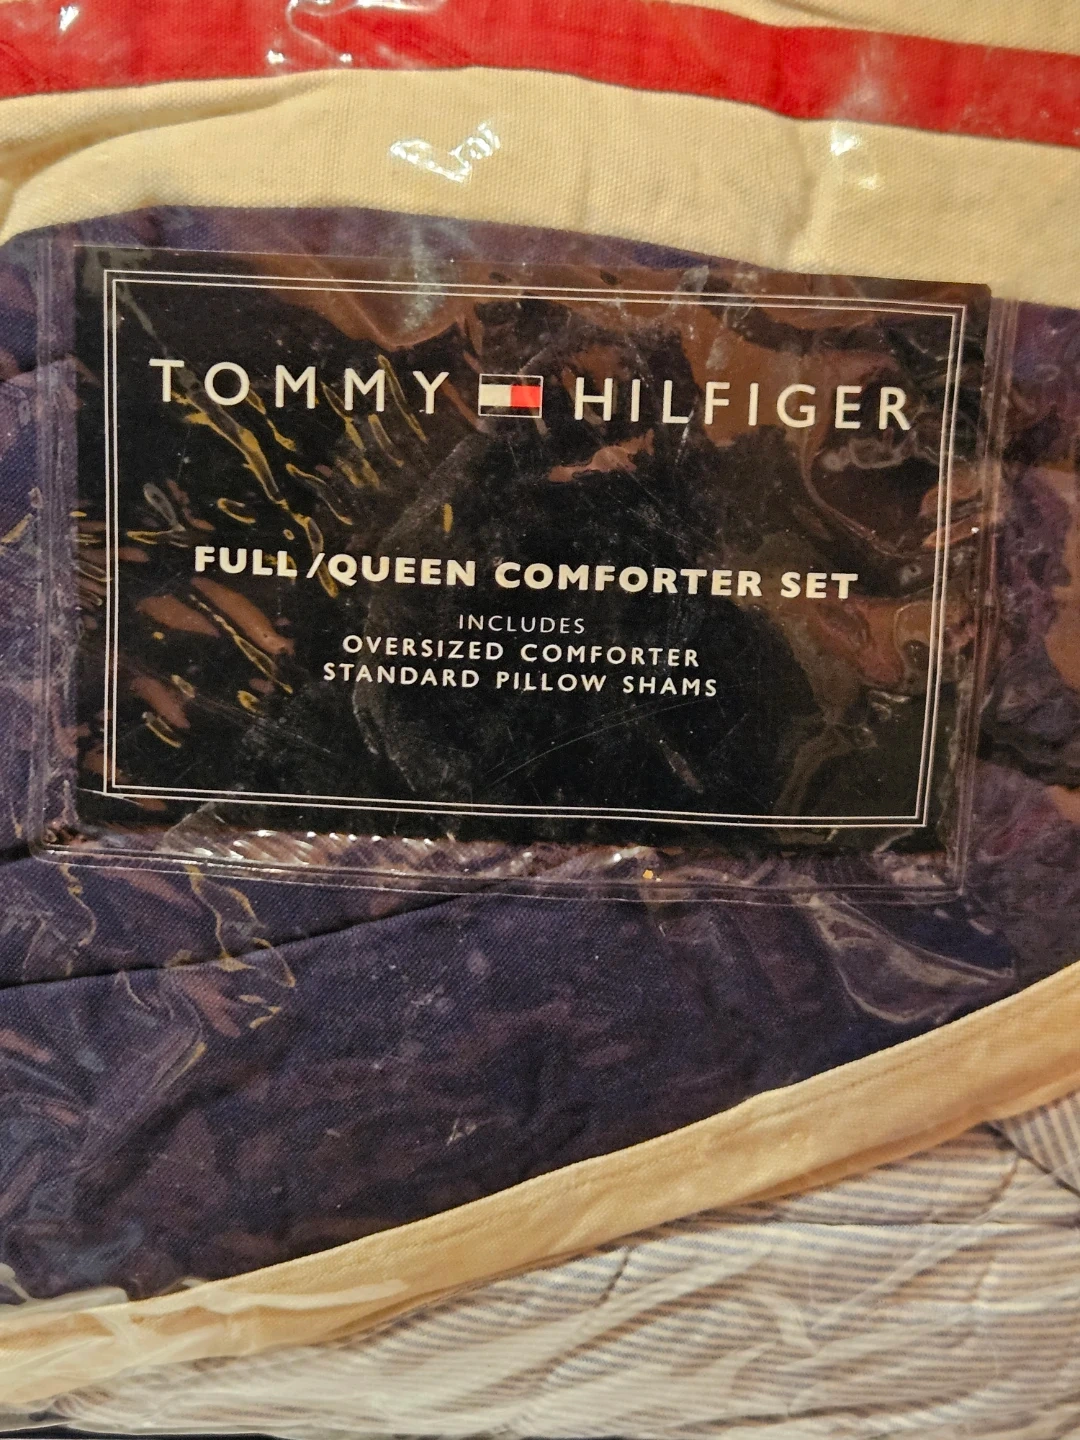 TOMMY HILFIGER
FULL/QUEEN COMFORTER SET
INCLUDES
OVERSIZED COMFORTER
STANDARD PILLOW SHAMS